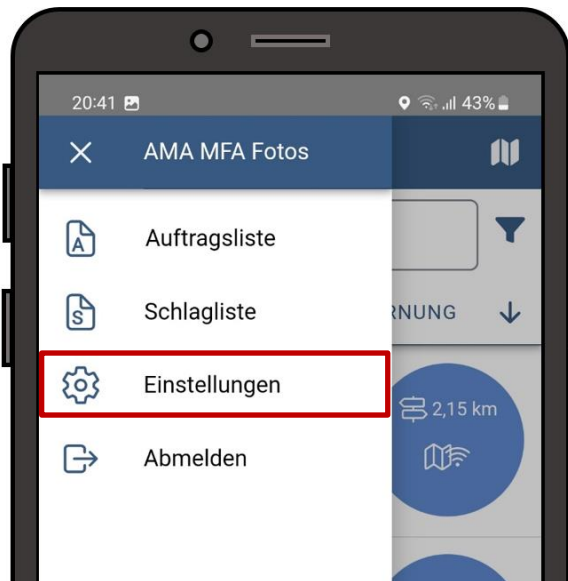 20:41 43%
AMA MFA Fotos
Auftragsliste
Schlagliste
RNUNG
Einstellungen
2,15 km
Abmelden